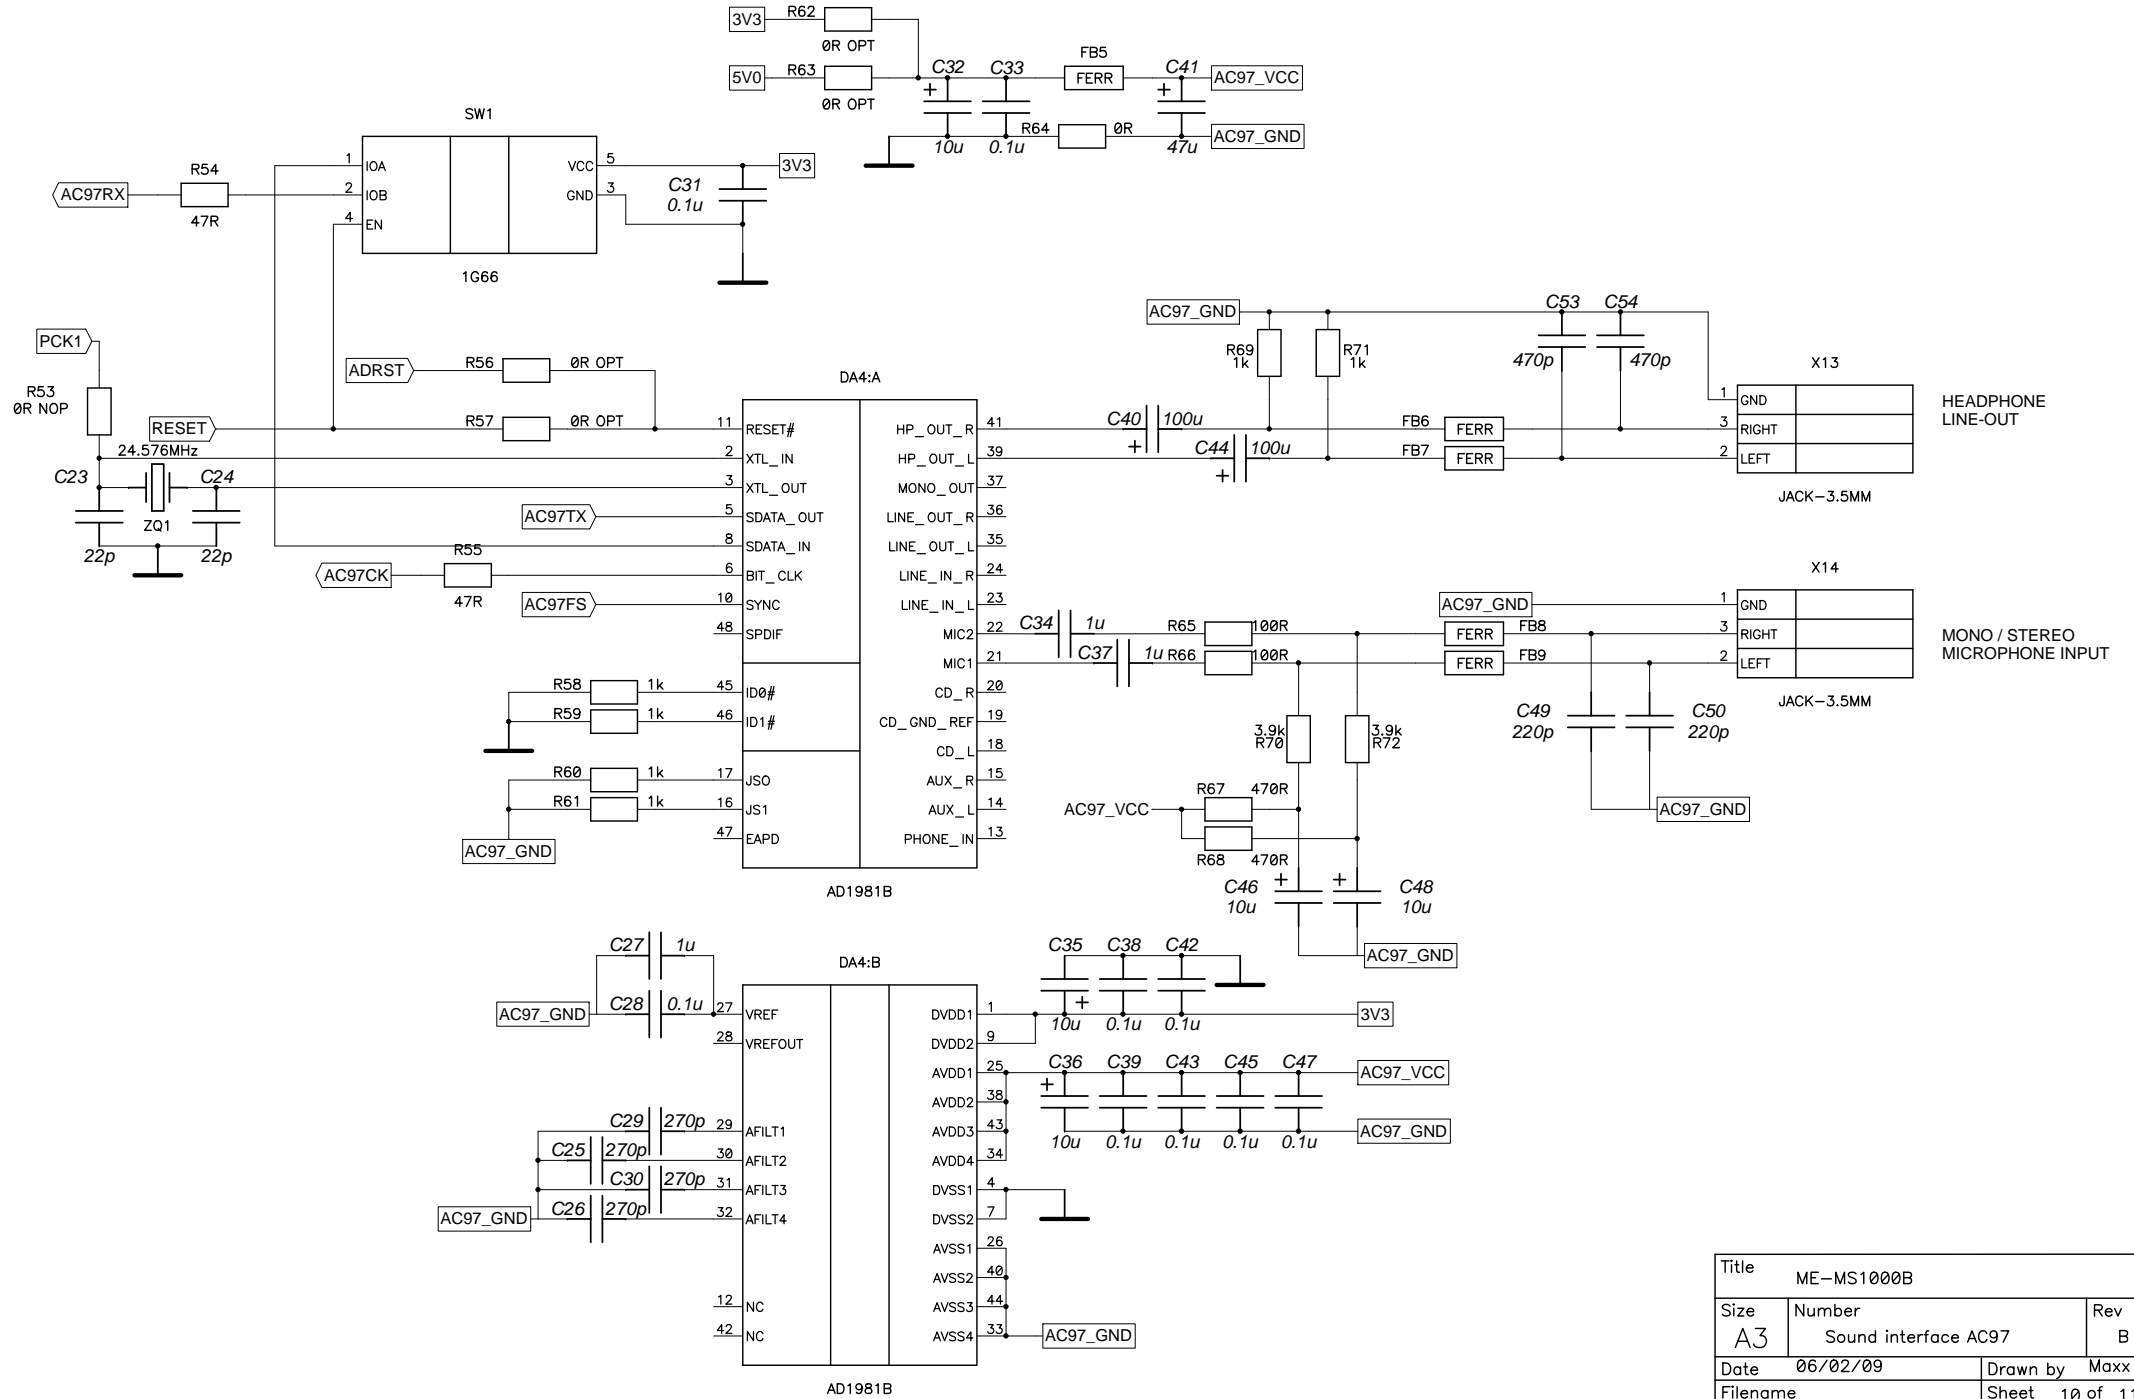 3V3 R62 0R OPT
5V0 R63 0R OPT
C32 C33 FB5 FERR C41 AC97_VCC
+ +
10u 0.1u R64 0R 47u AC97_GND
SW1
1 IOA VCC 5 3V3
2 IOB GND 3
4 EN
1G66
AC97RX R54 47R
C31 0.1u
PCK1
R53
0R NOP
ADRST R56 0R OPT
RESET R57 0R OPT
24.576MHz
C23 C24
ZQ1
22p 22p
AC97TX
R55
AC97CK
47R
AC97FS
DA4:A
11 RESET# HP_OUT_R 41
2 XTL_IN HP_OUT_L 39
3 XTL_OUT MONO_OUT 37
5 SDATA_OUT LINE_OUT_R 36
8 SDATA_IN LINE_OUT_L 35
6 BIT_CLK LINE_IN_R 24
10 SYNC LINE_IN_L 23
48 SPDIF MIC2 22
MIC1 21
45 ID0# CD_R 20
46 ID1# CD_GND_REF 19
CD_L 18
17 JS0 AUX_R 15
16 JS1 AUX_L 14
47 EAPD PHONE_IN 13
AD1981B
R58 1k
R59 1k
R60 1k
R61 1k
AC97_GND
AC97_GND
C53 C54
R69 1k R71 1k
470p 470p
C40 100u +
C44 100u +
FB6 FERR
FB7 FERR
X13
1 GND
3 RIGHT
2 LEFT
JACK-3.5MM
HEADPHONE
LINE-OUT
X14
AC97_GND 1 GND
C34 1u R65 100R FERR FB8 3 RIGHT
C37 1u R66 100R FERR FB9 2 LEFT
JACK-3.5MM
MONO / STEREO
MICROPHONE INPUT
3.9k R70 3.9k R72
C49 220p C50 220p
AC97_GND
AC97_VCC R67 470R
R68 470R
C46 10u + + C48 10u
AC97_GND
C27 1u
AC97_GND C28 0.1u
DA4:B
27 VREF DVDD1 1
28 VREFOUT DVDD2 9
AVDD1 25
AVDD2 38
29 AFILT1 AVDD3 43
30 AFILT2 AVDD4 34
31 AFILT3 DVSS1 4
32 AFILT4 DVSS2 7
AVSS1 26
AVSS2 40
12 NC AVSS3 44
42 NC AVSS4 33 AC97_GND
AD1981B
C29 270p
C25 270p
C30 270p
AC97_GND C26 270p
C35 C38 C42
+
10u 0.1u 0.1u 3V3
C36 C39 C43 C45 C47 AC97_VCC
+
10u 0.1u 0.1u 0.1u 0.1u AC97_GND
Title
ME-MS1000B
Size Number Rev
A3 Sound interface AC97 B
Date 06/02/09 Drawn by Maxx
Filename Sheet 10 of 11